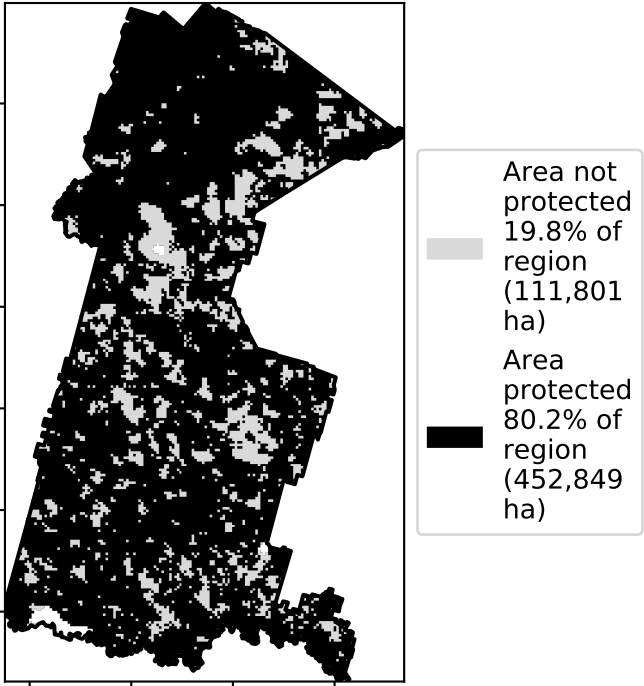 Area not
protected
19.8% of
region
(111,801
ha)
Area
protected
80.2% of
region
(452,849
ha)